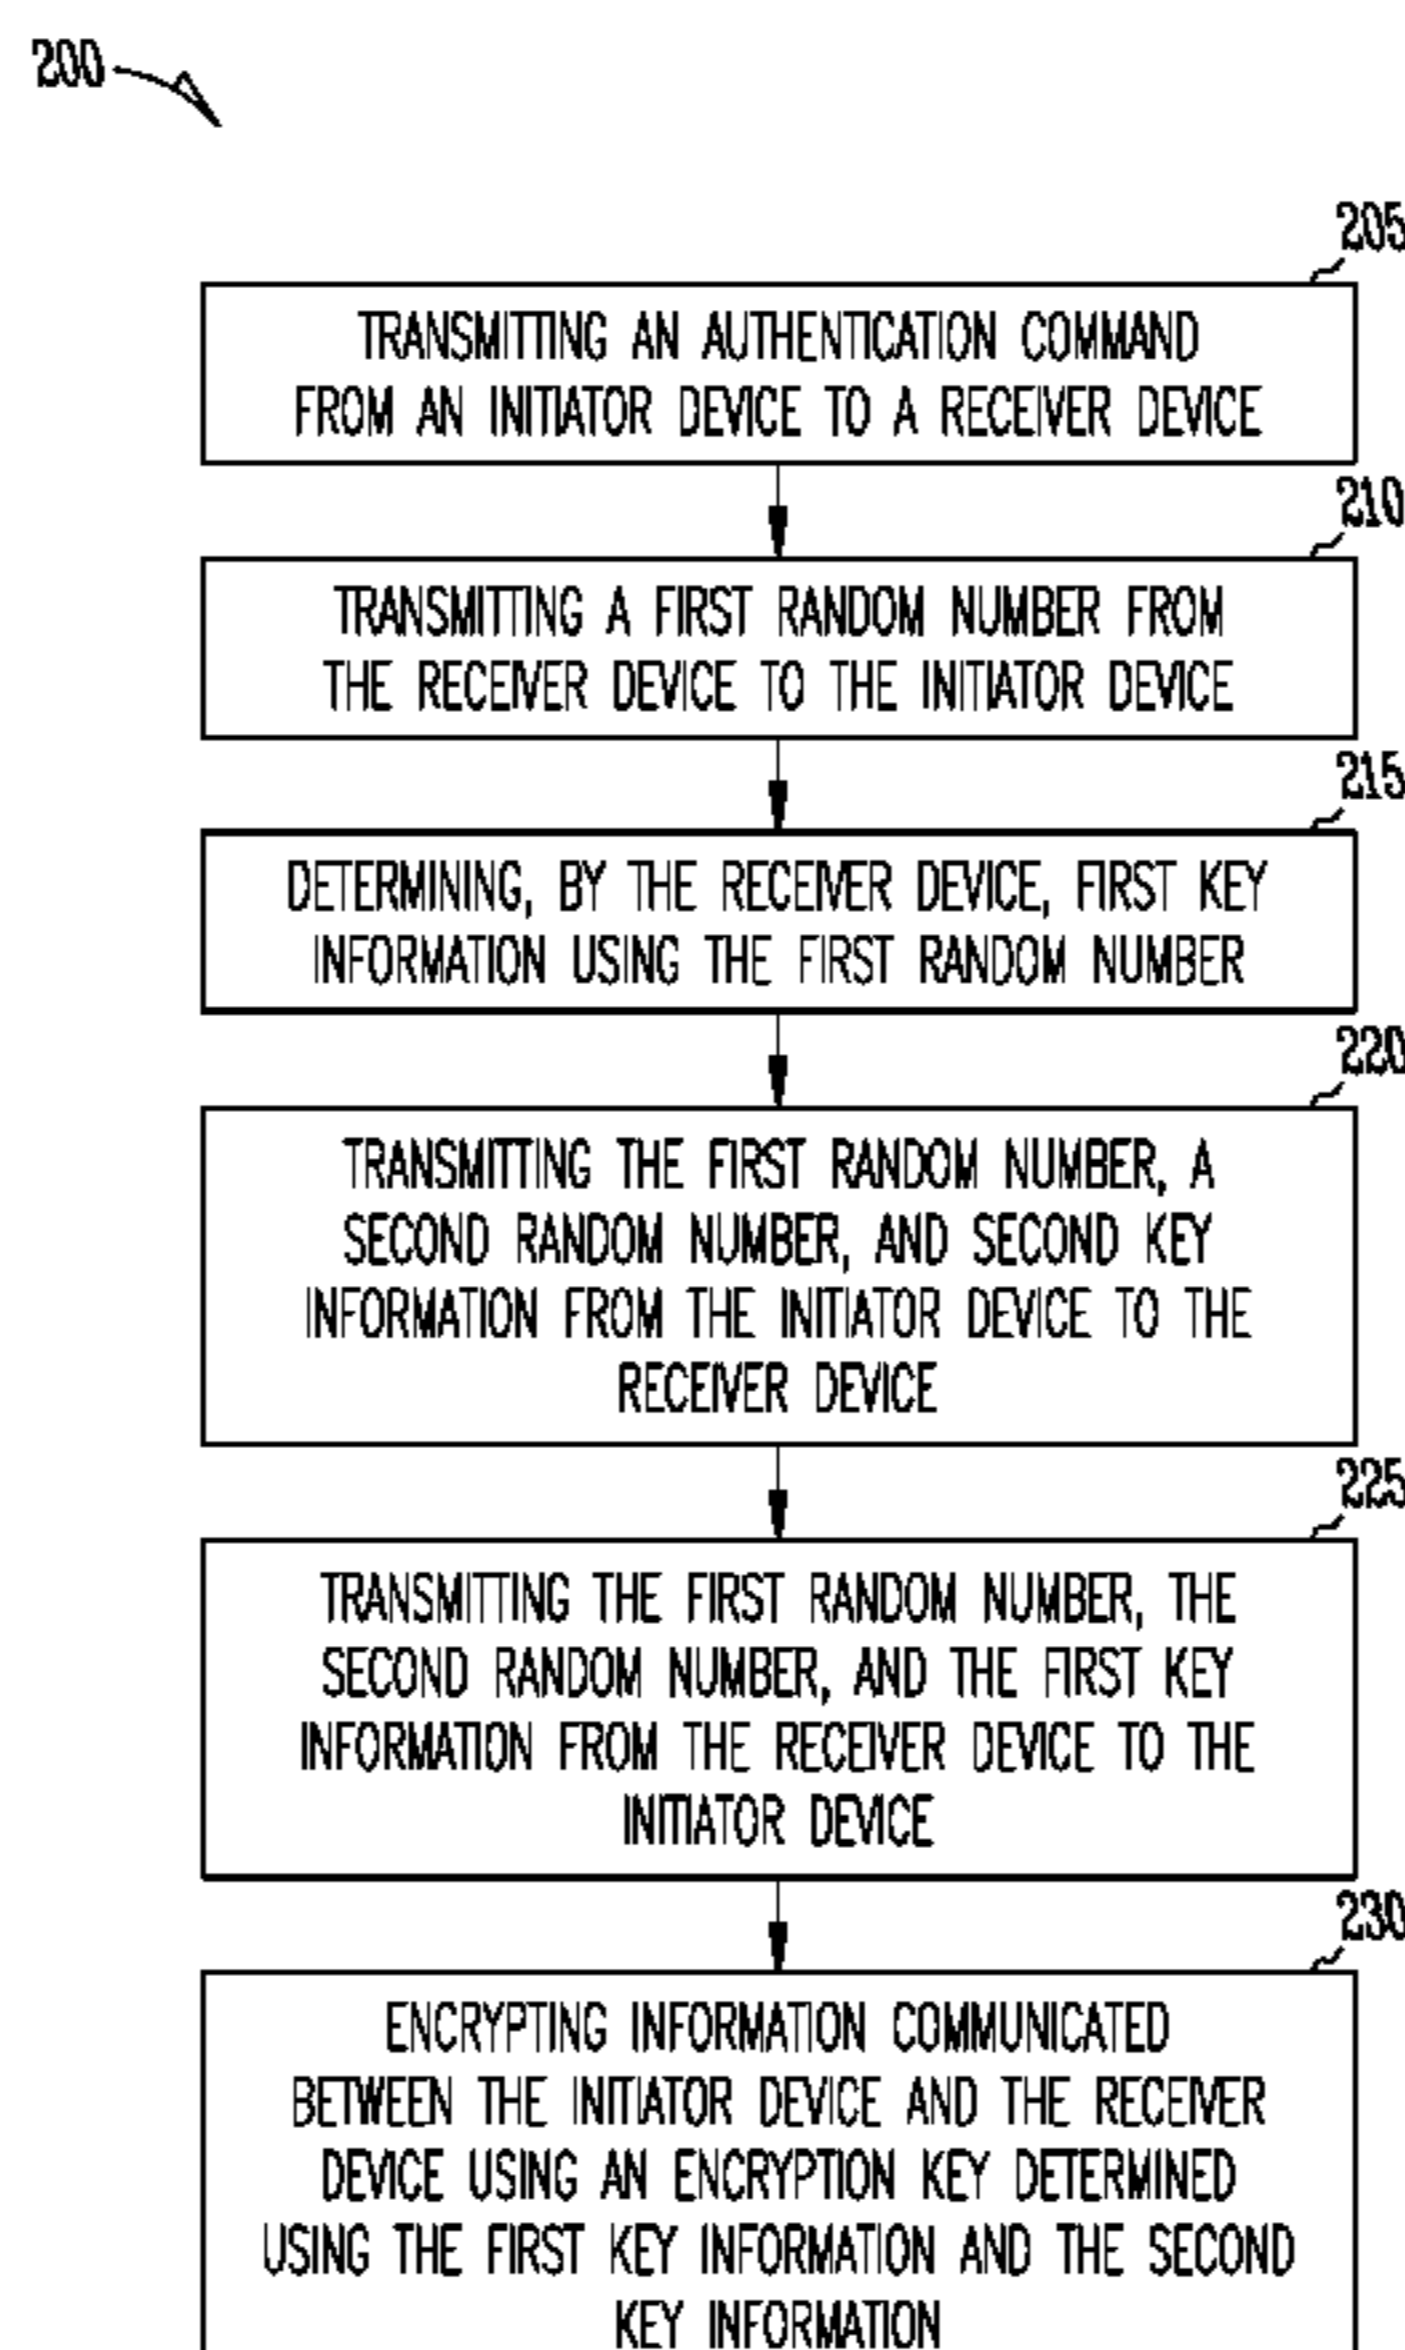 200
205
TRANSMITTING AN AUTHENTICATION COMMAND
FROM AN INITIATOR DEVICE TO A RECEIVER DEVICE
210
TRANSMITTING A FIRST RANDOM NUMBER FROM
THE RECEIVER DEVICE TO THE INITIATOR DEVICE
215
DETERMINING, BY THE RECEIVER DEVICE, FIRST KEY
INFORMATION USING THE FIRST RANDOM NUMBER
220
TRANSMITTING THE FIRST RANDOM NUMBER, A
SECOND RANDOM NUMBER, AND SECOND KEY
INFORMATION FROM THE INITIATOR DEVICE TO THE
RECEIVER DEVICE
225
TRANSMITTING THE FIRST RANDOM NUMBER, THE
SECOND RANDOM NUMBER, AND THE FIRST KEY
INFORMATION FROM THE RECEIVER DEVICE TO THE
INITIATOR DEVICE
230
ENCRYPTING INFORMATION COMMUNICATED
BETWEEN THE INITIATOR DEVICE AND THE RECEIVER
DEVICE USING AN ENCRYPTION KEY DETERMINED
USING THE FIRST KEY INFORMATION AND THE SECOND
KEY INFORMATION